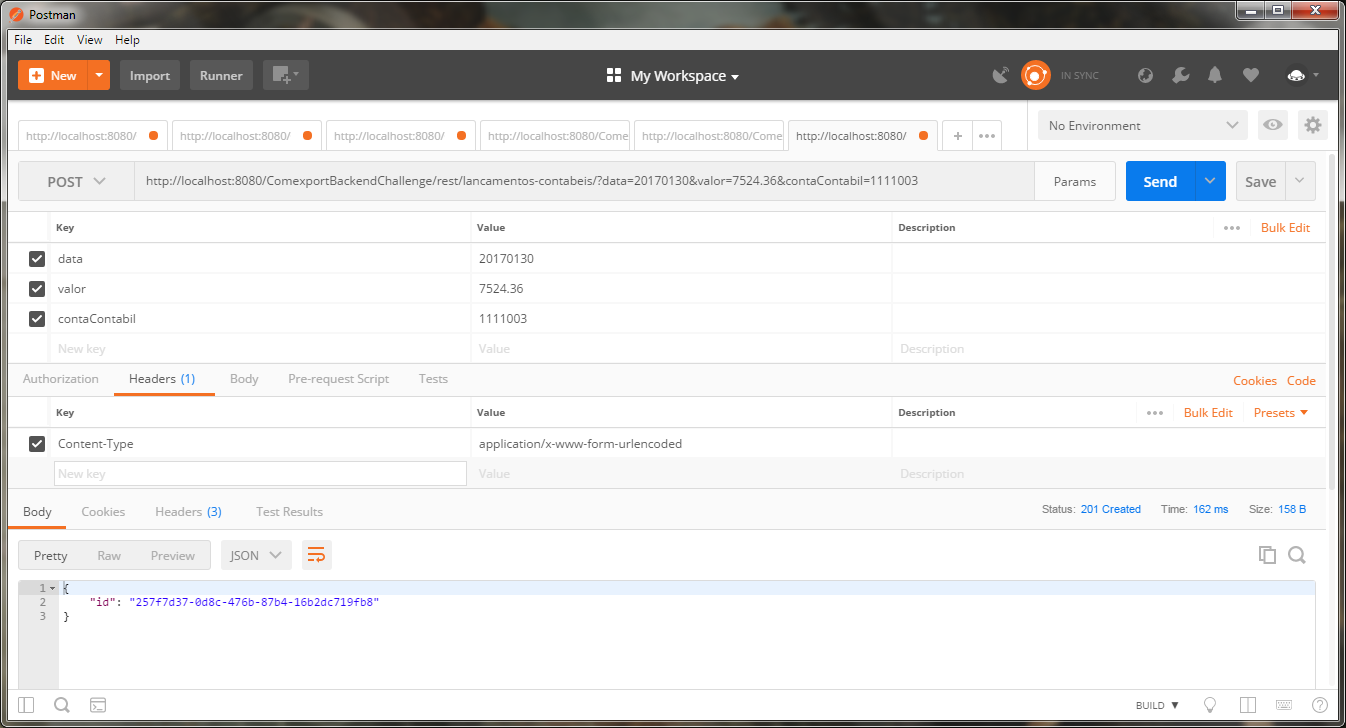 Postman
File Edit View Help
New Import Runner My Workspace IN SYNC
http://localhost:8080/ http://localhost:8080/ http://localhost:8080/ http://localhost:8080/Come http://localhost:8080/Come http://localhost:8080/ + ••• No Environment
POST http://localhost:8080/ComexportBackendChallenge/rest/lancamentos-contabeis/?data=20170130&valor=7524.36&contaContabil=1111003 Params Send Save
Key Value Description ••• Bulk Edit
data 20170130
valor 7524.36
contaContabil 1111003
New key Value Description
Authorization Headers (1) Body Pre-request Script Tests Cookies Code
Key Value Description ••• Bulk Edit Presets
Content-Type application/x-www-form-urlencoded
New key Value Description
Body Cookies Headers (3) Test Results Status: 201 Created Time: 162 ms Size: 158 B
Pretty Raw Preview JSON
1 {
2 "id": "257f7d37-0d8c-476b-87b4-16b2dc719fb8"
3 }
BUILD ▼